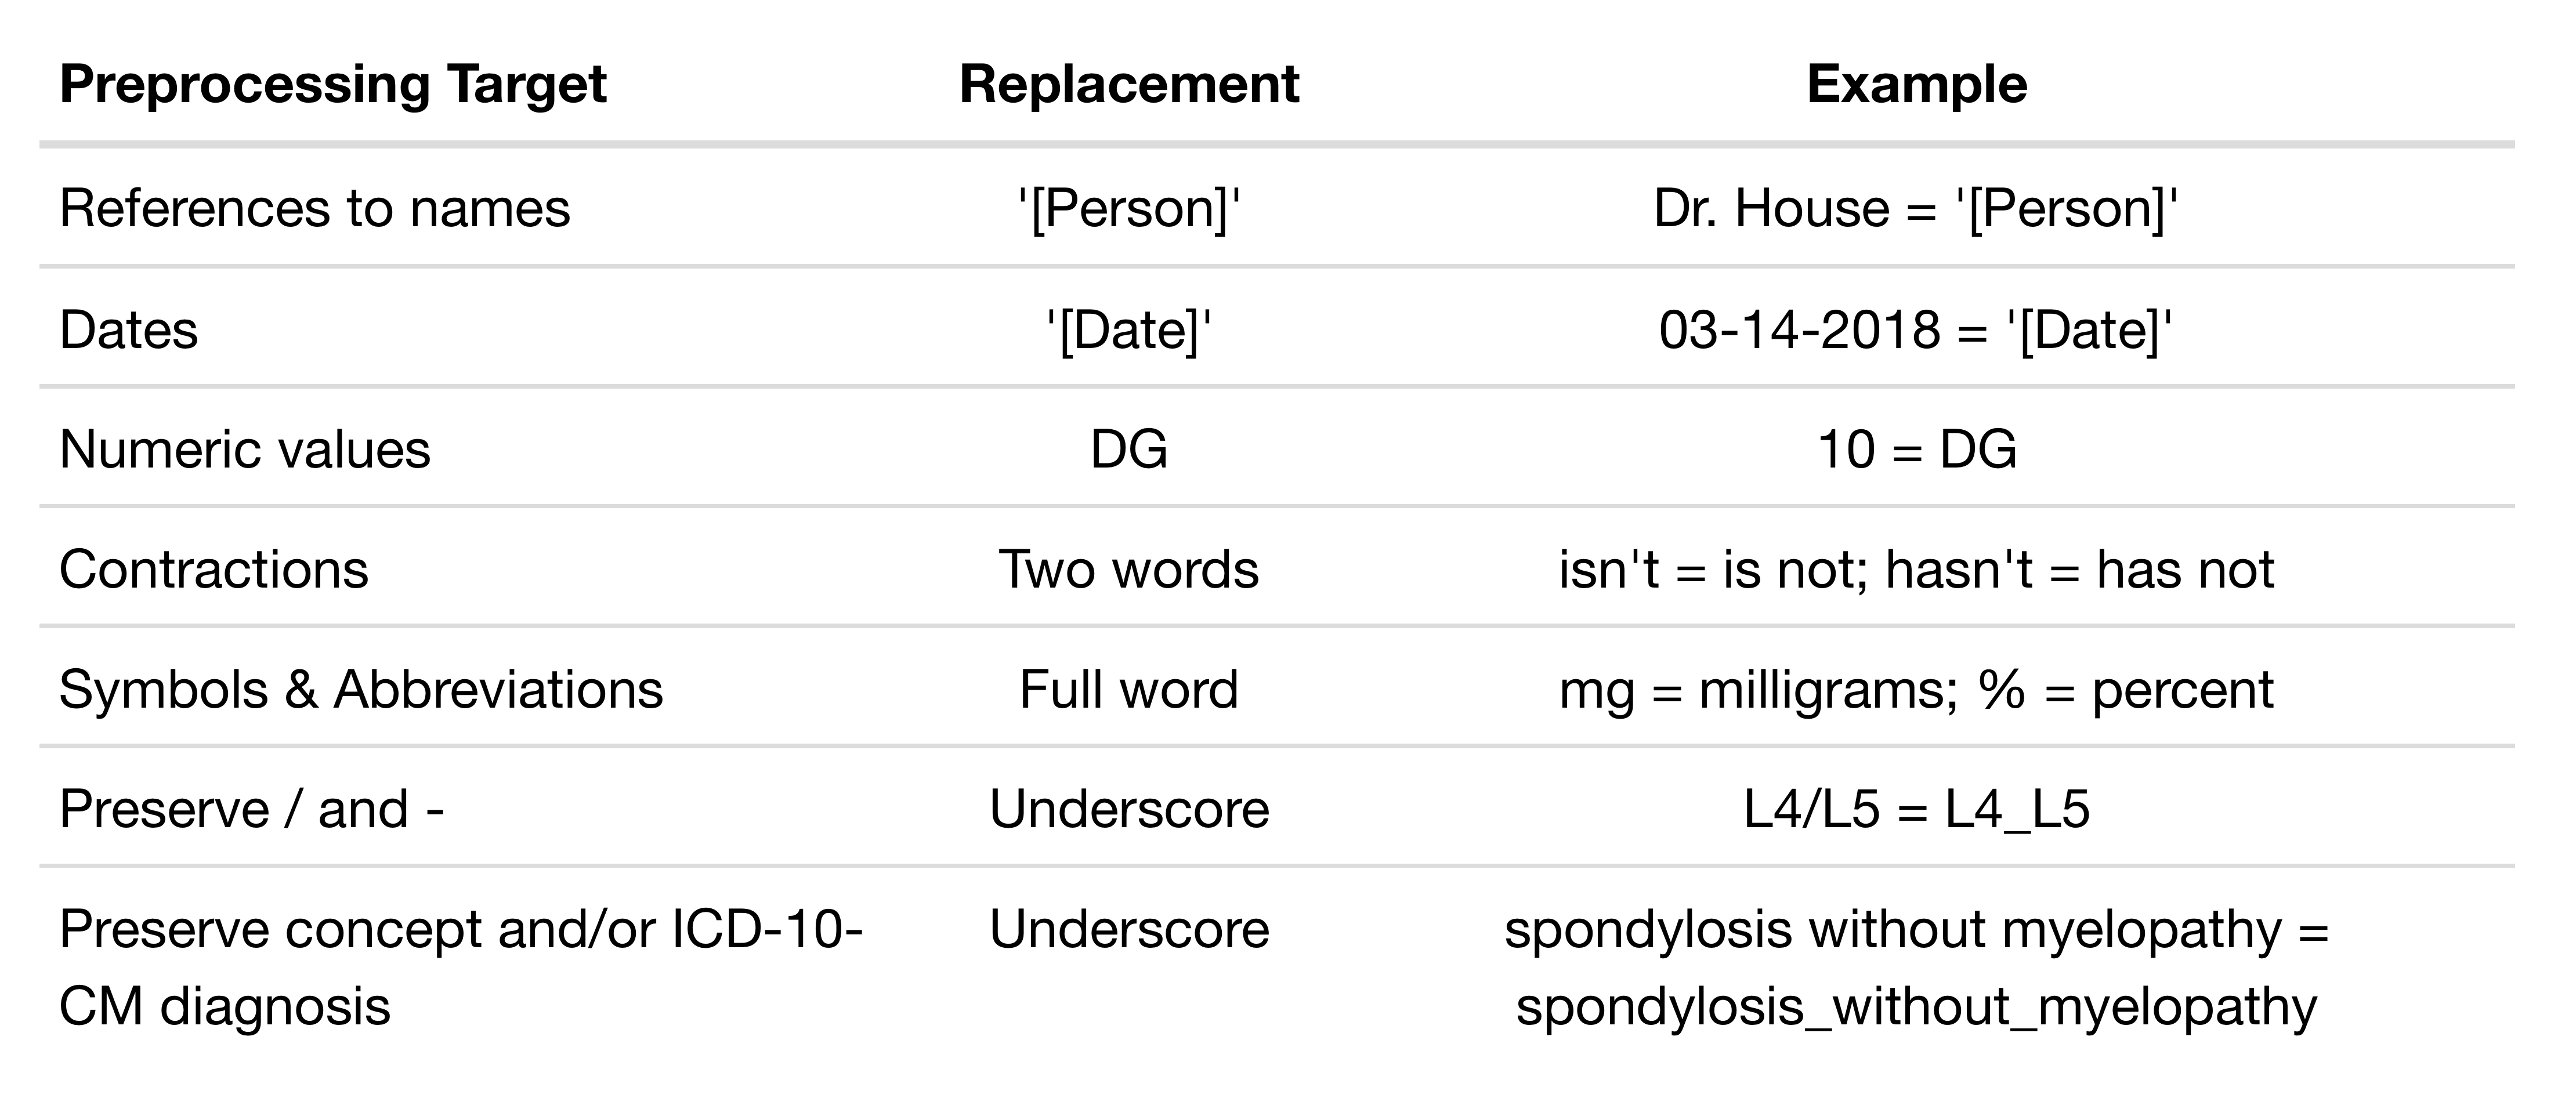 Preprocessing Target Replacement Example
References to names '[Person]' Dr. House = '[Person]'
Dates '[Date]' 03-14-2018 = '[Date]'
Numeric values DG 10 = DG
Contractions Two words isn't = is not; hasn't = has not
Symbols & Abbreviations Full word mg = milligrams; % = percent
Preserve / and - Underscore L4/L5 = L4_L5
Preserve concept and/or ICD-10- Underscore spondylosis without myelopathy =
CM diagnosis spondylosis_without_myelopathy